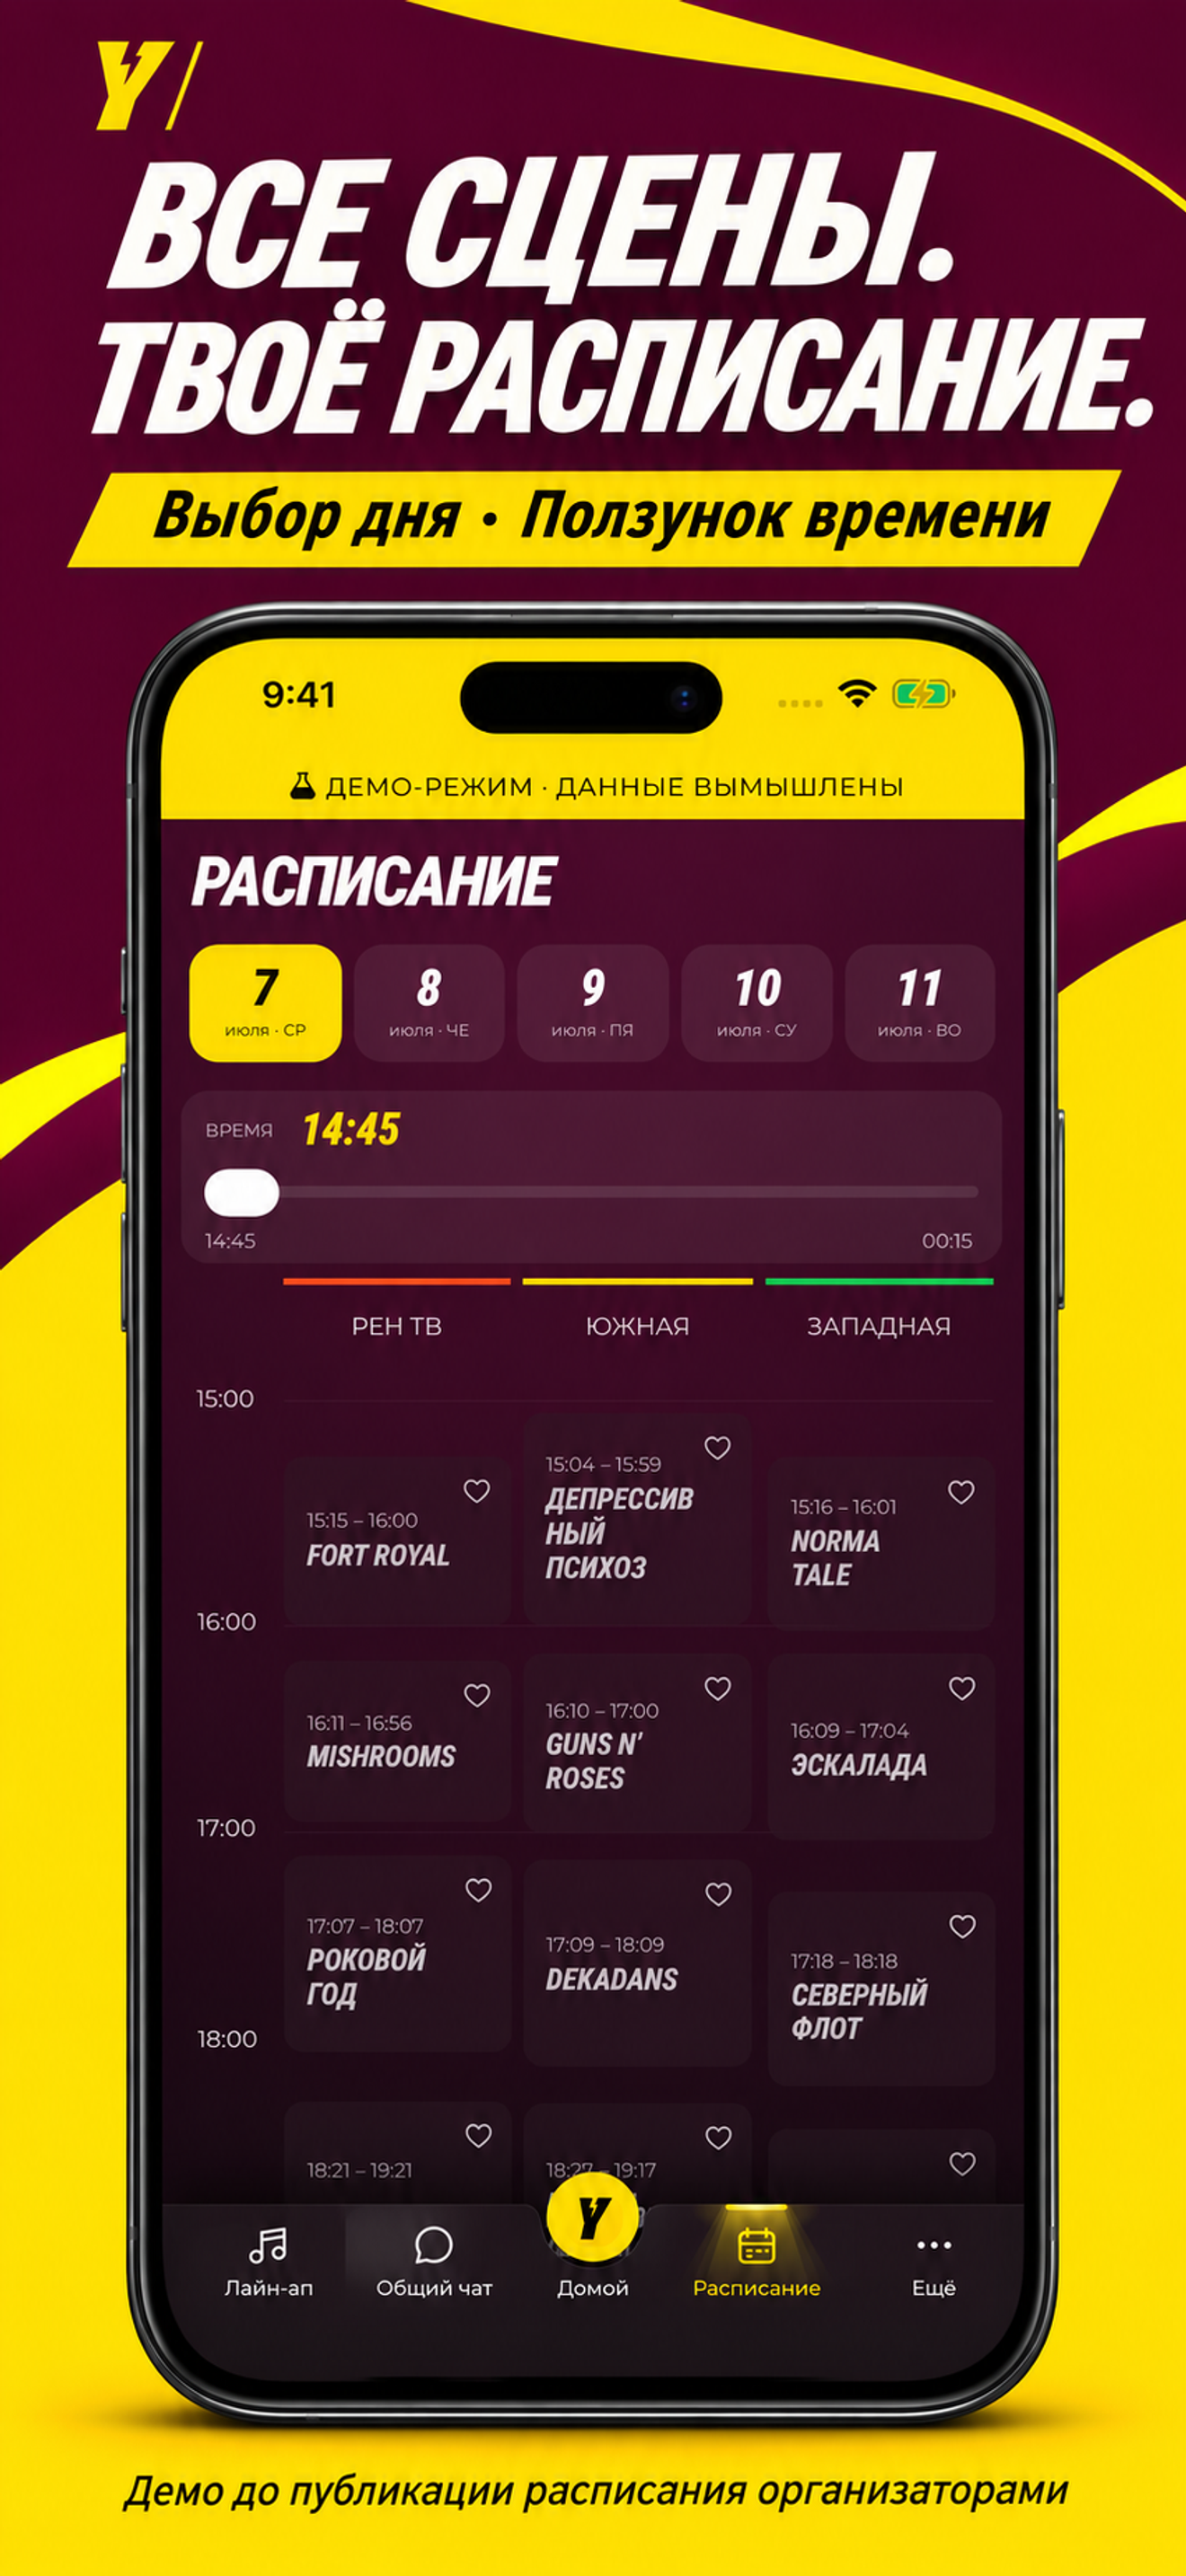 Y/
ВСЕ СЦЕНЫ.
ТВОЁ РАСПИСАНИЕ.
Выбор дня · Ползунок времени
9:41
ДЕМО-РЕЖИМ · ДАННЫЕ ВЫМЫШЛЕНЫ
РАСПИСАНИЕ
7 8 9 10 11
июля · СР июля · ЧЕ июля · ПЯ июля · СУ июля · ВО
ВРЕМЯ 14:45
14:45 00:15
РЕН ТВ ЮЖНАЯ ЗАПАДНАЯ
15:00
15:15 – 16:00
FORT ROYAL
15:04 – 15:59
ДЕПРЕССИВ
НЫЙ
ПСИХОЗ
15:16 – 16:01
NORMA
TALE
16:00
16:11 – 16:56
MISHROOMS
16:10 – 17:00
GUNS N'
ROSES
16:09 – 17:04
ЭСКАЛАДА
17:00
17:07 – 18:07
РОКОВОЙ
ГОД
17:09 – 18:09
DEKADANS
17:18 – 18:18
СЕВЕРНЫЙ
ФЛОТ
18:00
18:21 – 19:21
18:27 – 19:17
Y
Лайн-ап Общий чат Домой Расписание Ещё
Демо до публикации расписания организаторами